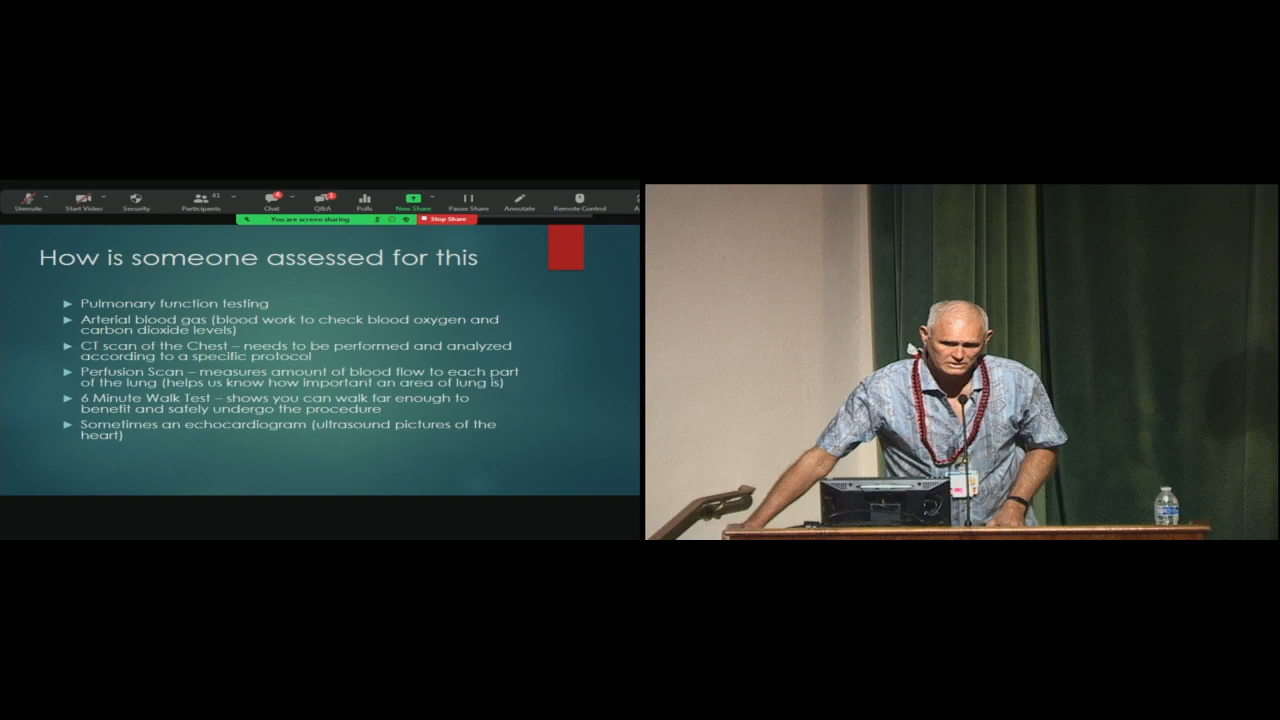 41
4
1
Unmute
Start Video
Security
Participants
Chat
Q&A
Polls
New Share
Pause Share
Annotate
Remote Control
You are screen sharing
Stop Share
How is someone assessed for this
Pulmonary function testing
Arterial blood gas (blood work to check blood oxygen and
carbon dioxide levels)
CT scan of the Chest – needs to be performed and analyzed
according to a specific protocol
Perfusion Scan – measures amount of blood flow to each part
of the lung (helps us know how important an area of lung is)
6 Minute Walk Test – shows you can walk far enough to
benefit and safely undergo the procedure
Sometimes an echocardiogram (ultrasound pictures of the
heart)